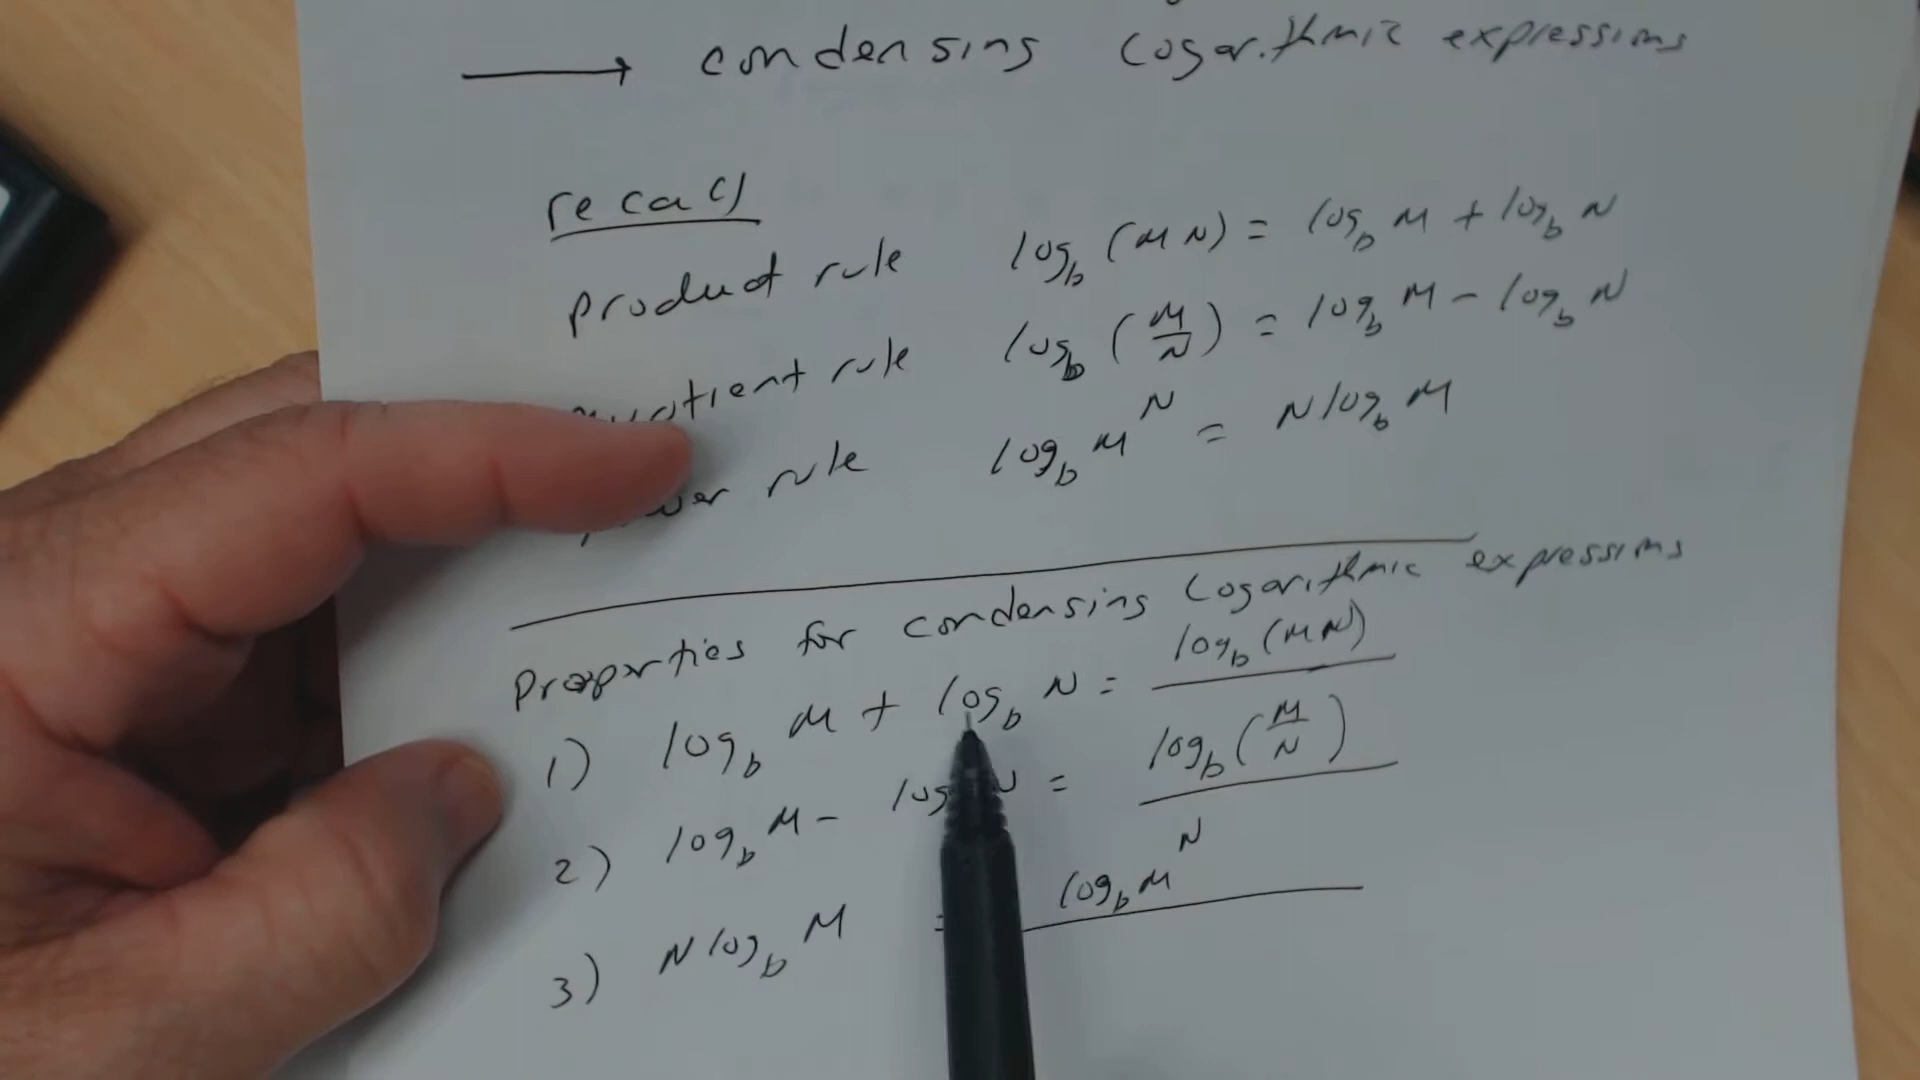 ⟶ condensing Logarithmic expressions
recall
product rule log_b (MN) = log_b M + log_b N
quotient rule log_b (M/N) = log_b M - log_b N
rule log_b M^N = N log_b M
Properties for condensing Logarithmic expressions
1) log_b M + log_b N = log_b (MN)
2) log_b M - log N = log_b (M/N)
3) N log_b M = log_b M^N